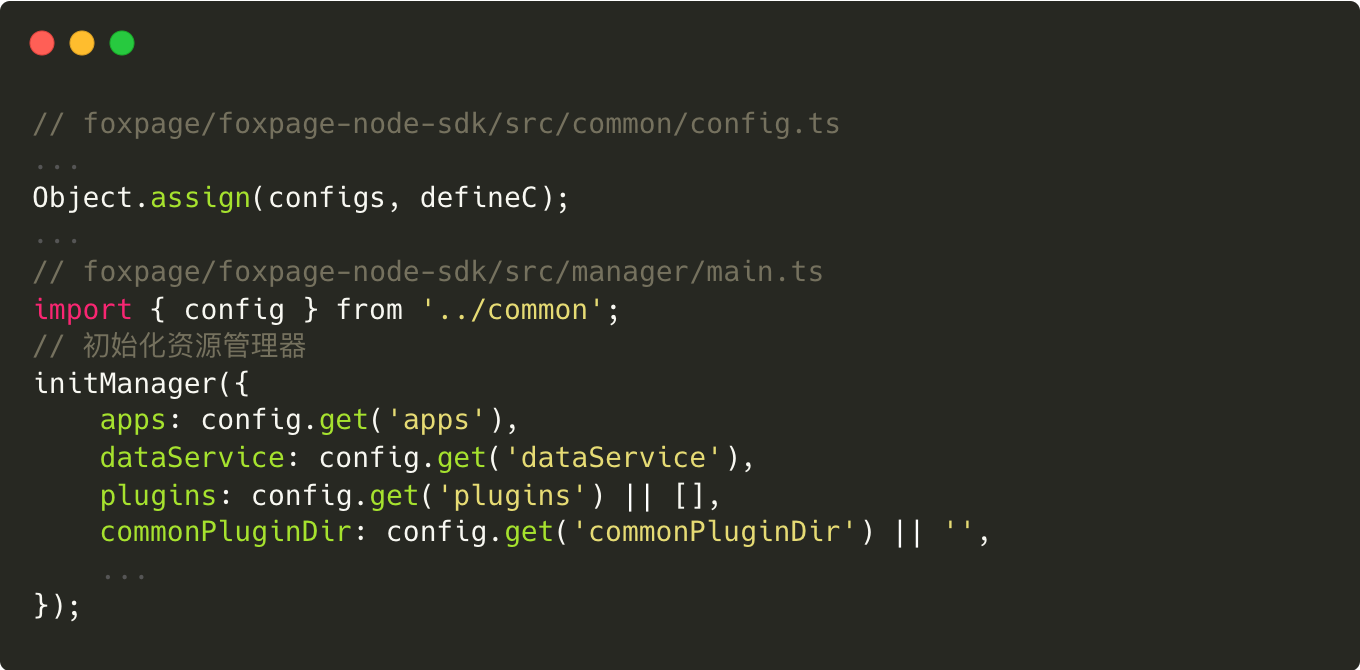 // foxpage/foxpage-node-sdk/src/common/config.ts
...
Object.assign(configs, defineC);
...
// foxpage/foxpage-node-sdk/src/manager/main.ts
import { config } from '../common';
// 初始化资源管理器
initManager({
    apps: config.get('apps'),
    dataService: config.get('dataService'),
    plugins: config.get('plugins') || [],
    commonPluginDir: config.get('commonPluginDir') || '',
    ...
});